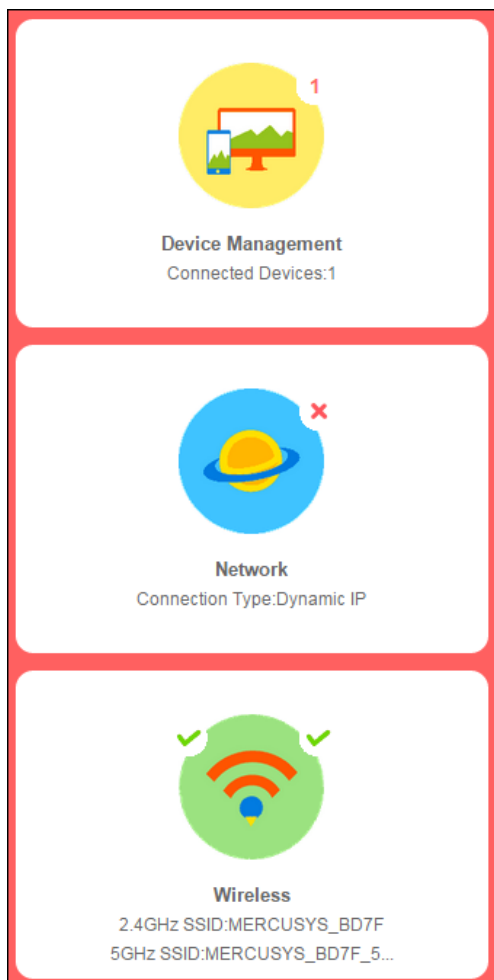 1
Device Management
Connected Devices:1
Network
Connection Type:Dynamic IP
Wireless
2.4GHz SSID:MERCUSYS_BD7F
5GHz SSID:MERCUSYS_BD7F_5...